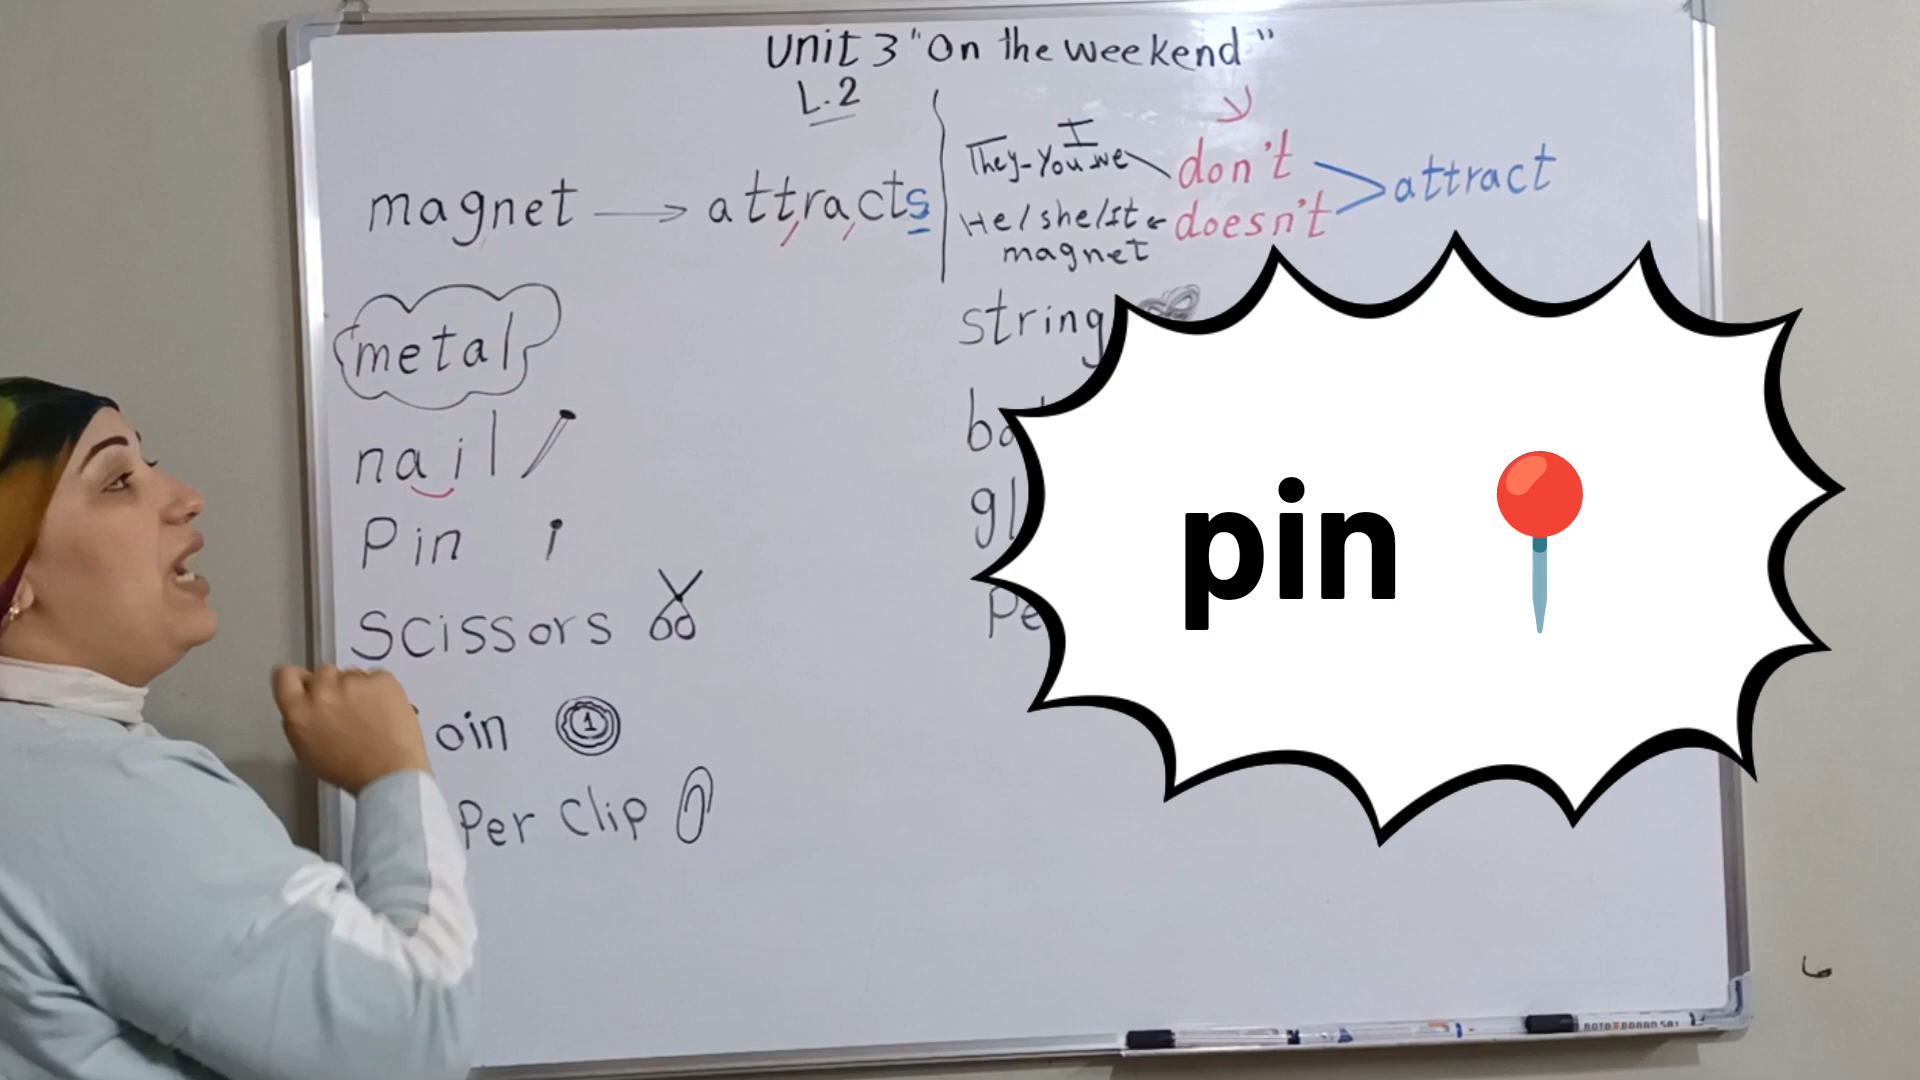 Unit 3 "On the weekend"
L.2
magnet → attracts
I
They-You-we don't
He/she/It doesn't
magnet
attract
metal
nail
Pin
Scissors
oin
1
Per Clip
string
pin